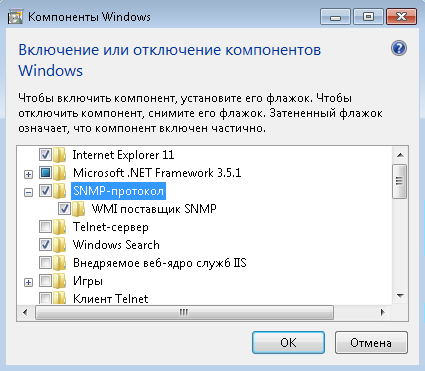 Компоненты Windows
Включение или отключение компонентов
Windows
Чтобы включить компонент, установите его флажок. Чтобы
отключить компонент, снимите его флажок. Затененный флажок
означает, что компонент включен частично.
Internet Explorer 11
Microsoft .NET Framework 3.5.1
SNMP-протокол
WMI поставщик SNMP
Telnet-сервер
Windows Search
Внедряемое веб-ядро служб IIS
Игры
Клиент Telnet
OK Отмена